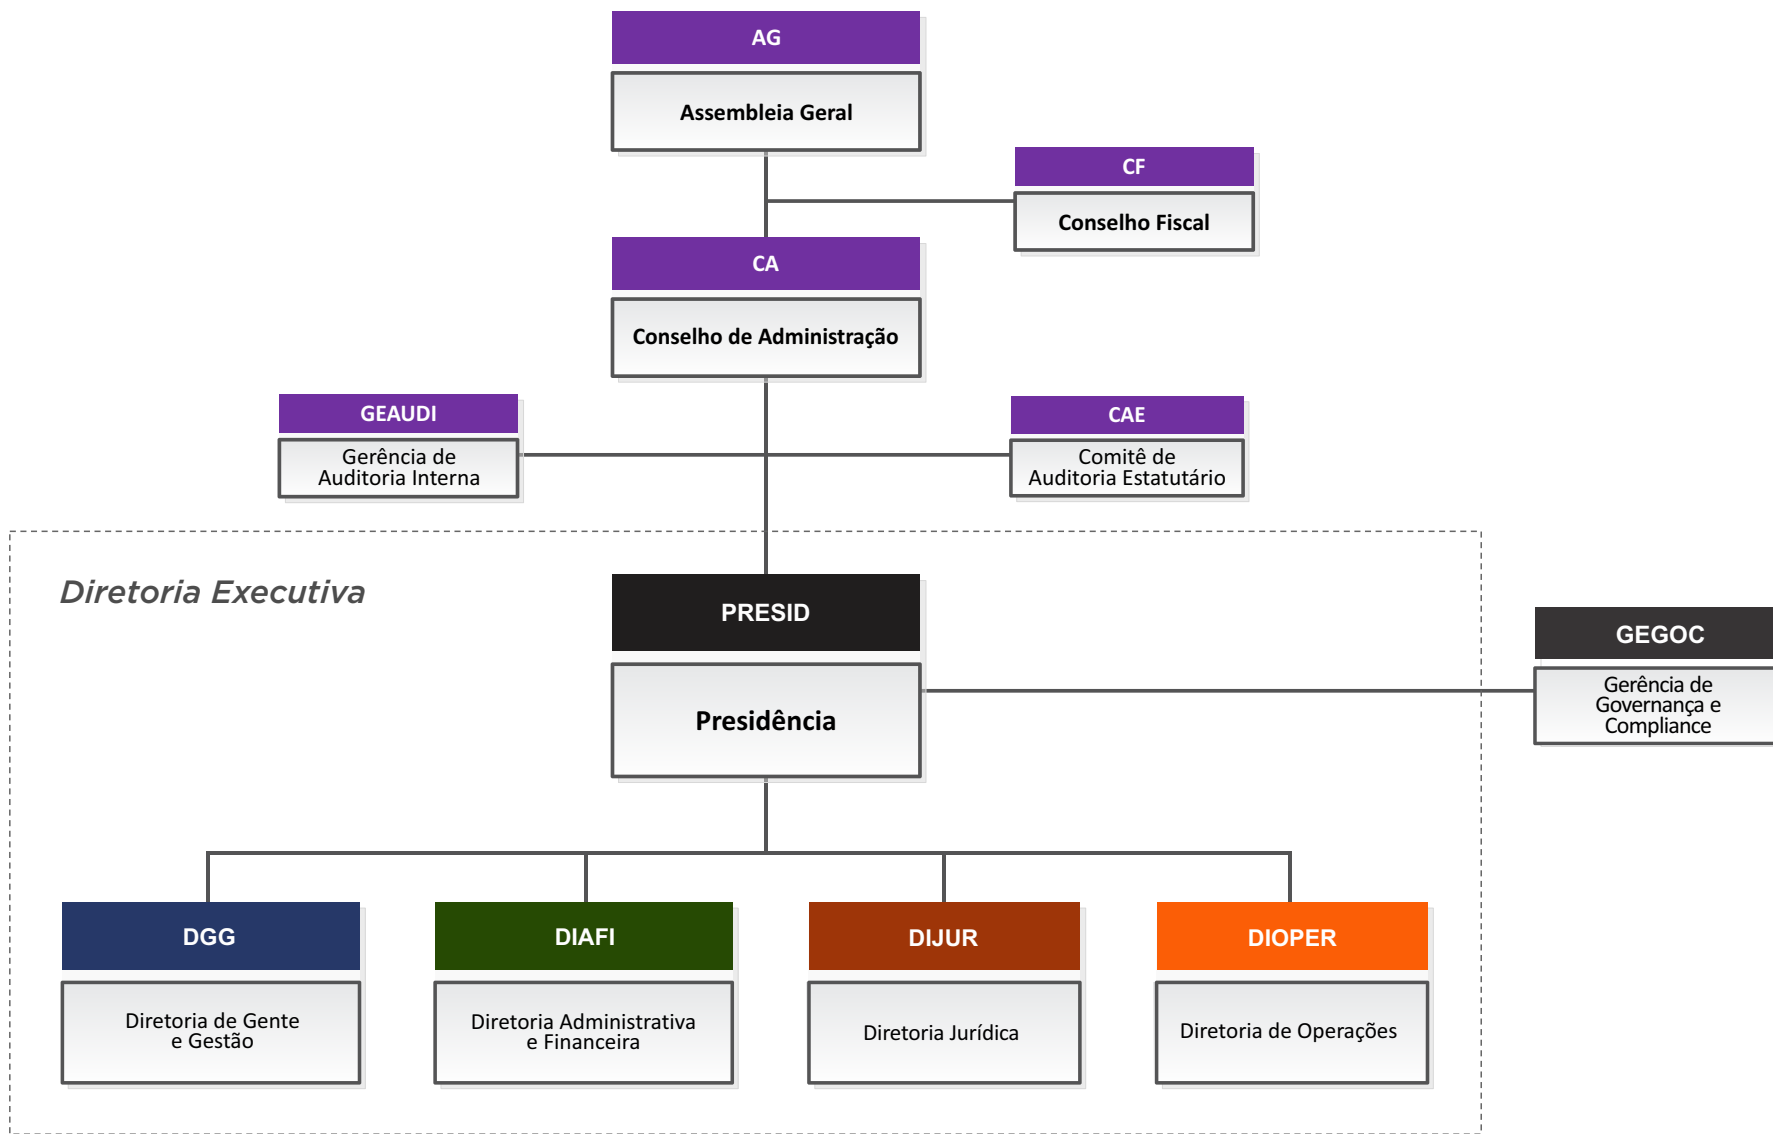 AG
Assembleia Geral
CF
Conselho Fiscal
CA
Conselho de Administração
GEAUDI
Gerência de
Auditoria Interna
CAE
Comitê de
Auditoria Estatutário
Diretoria Executiva
PRESID
Presidência
GEGOC
Gerência de
Governança e
Compliance
DGG
Diretoria de Gente
e Gestão
DIAFI
Diretoria Administrativa
e Financeira
DIJUR
Diretoria Jurídica
DIOPER
Diretoria de Operações